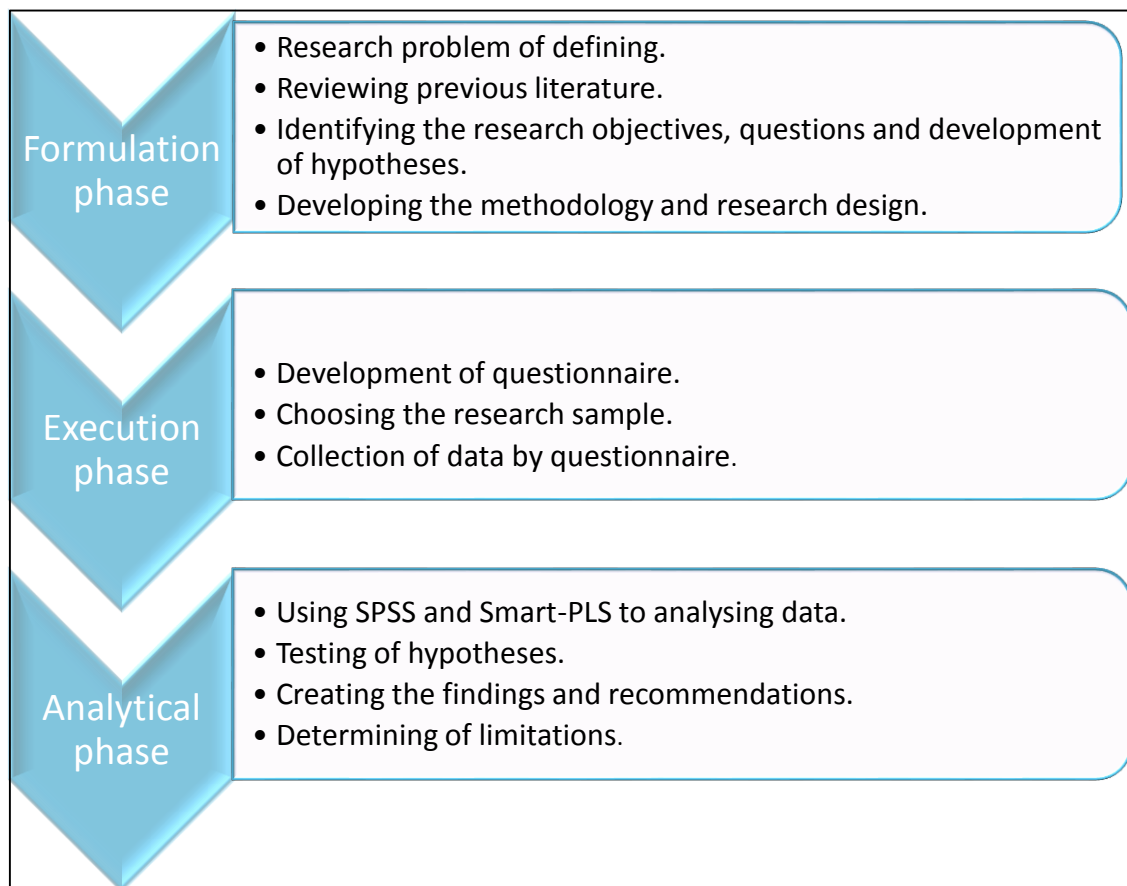 Formulation
phase
• Research problem of defining.
• Reviewing previous literature.
• Identifying the research objectives, questions and development
of hypotheses.
• Developing the methodology and research design.
Execution
phase
• Development of questionnaire.
• Choosing the research sample.
• Collection of data by questionnaire.
Analytical
phase
• Using SPSS and Smart-PLS to analysing data.
• Testing of hypotheses.
• Creating the findings and recommendations.
• Determining of limitations.